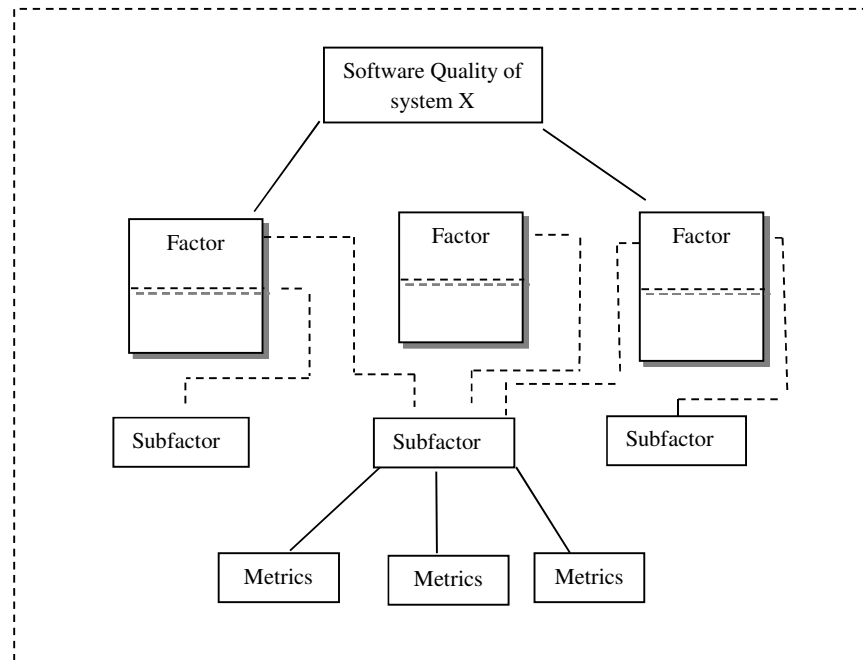 Software Quality of
system X
Factor
Factor
Factor
Subfactor
Subfactor
Subfactor
Metrics
Metrics
Metrics